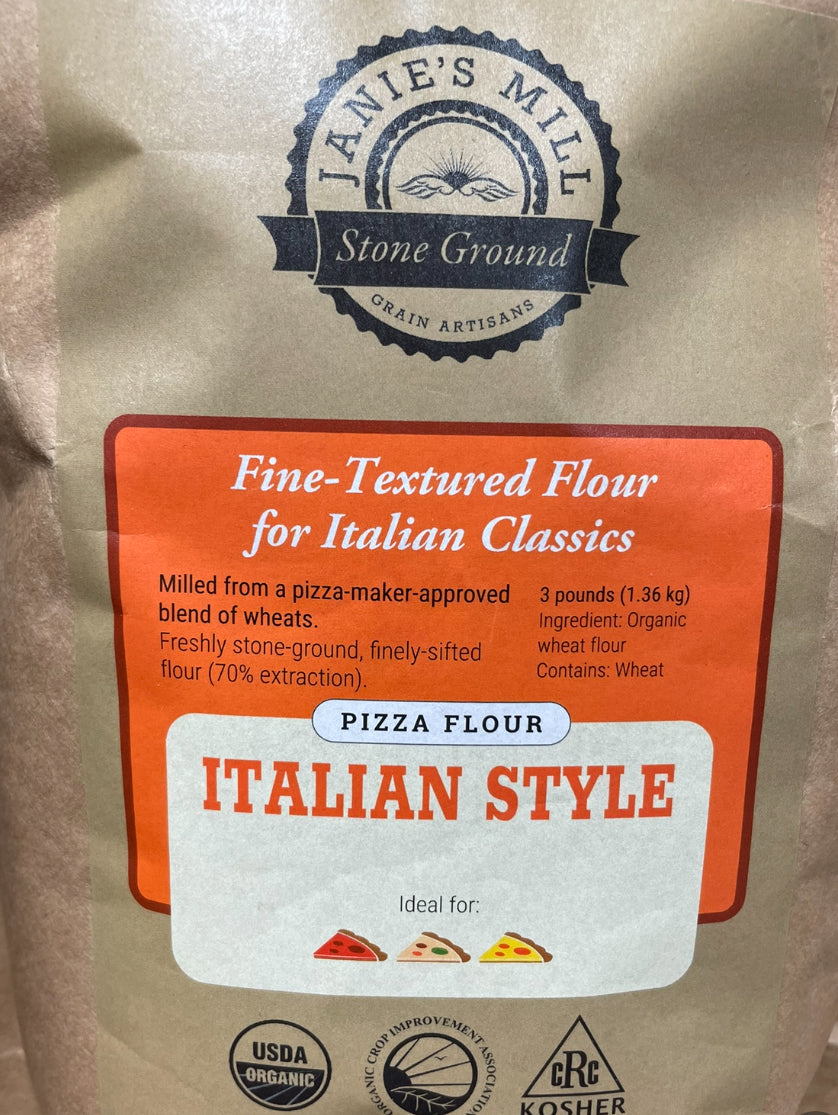 JANIE'S MILL
Stone Ground
GRAIN ARTISANS
Fine-Textured Flour
for Italian Classics
Milled from a pizza-maker-approved
blend of wheats.
Freshly stone-ground, finely-sifted
flour (70% extraction).
3 pounds (1.36 kg)
Ingredient: Organic
wheat flour
Contains: Wheat
PIZZA FLOUR
ITALIAN STYLE
Ideal for:
USDA
ORGANIC
ORGANIC CROP IMPROVEMENT ASSOCIATION
cRc
KOSHER